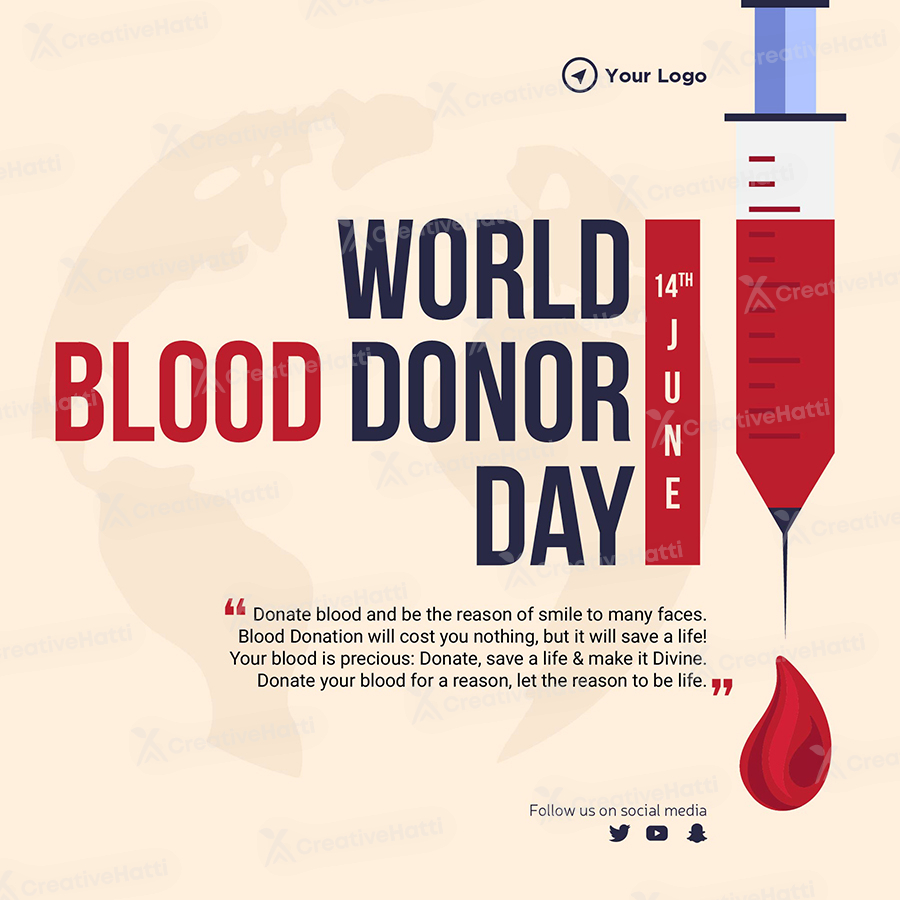 Your Logo
WORLD
BLOOD DONOR
DAY
14TH
JUNE
“ Donate blood and be the reason of smile to many faces.
Blood Donation will cost you nothing, but it will save a life!
Your blood is precious: Donate, save a life & make it Divine.
Donate your blood for a reason, let the reason to be life. ”
Follow us on social media
CreativeHatti